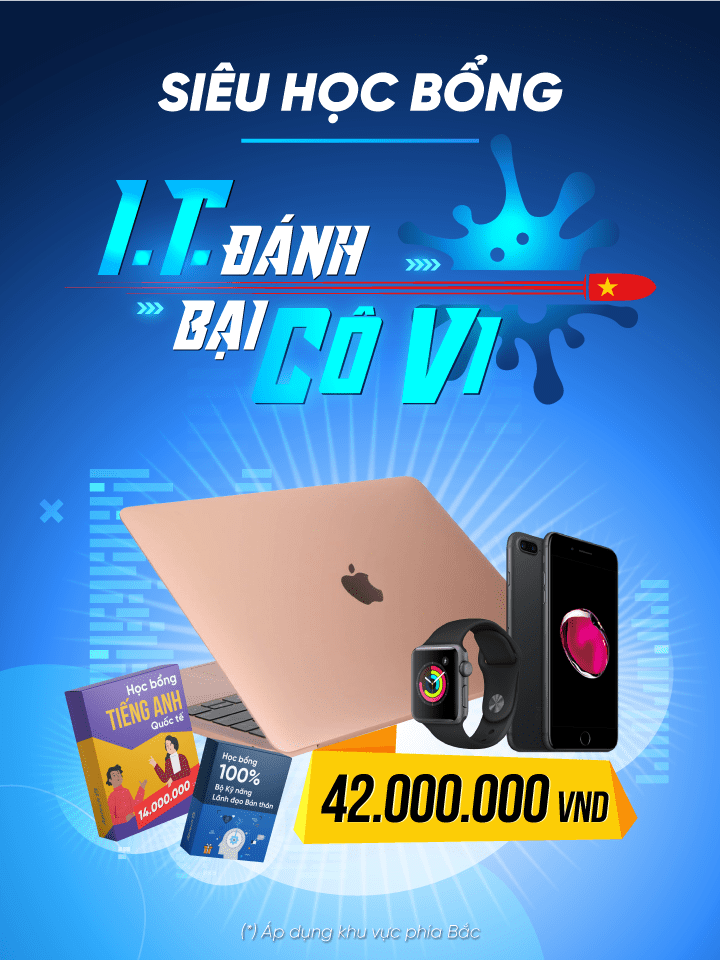 SIÊU HỌC BỔNG
I.T. ĐÁNH
BẠI CÔ VI
Học bổng
TIẾNG ANH
Quốc tế
14.000.000
Học bổng
100%
Bộ Kỹ năng
Lãnh đạo Bản thân
42.000.000 VND
(*) Áp dụng khu vực phía Bắc